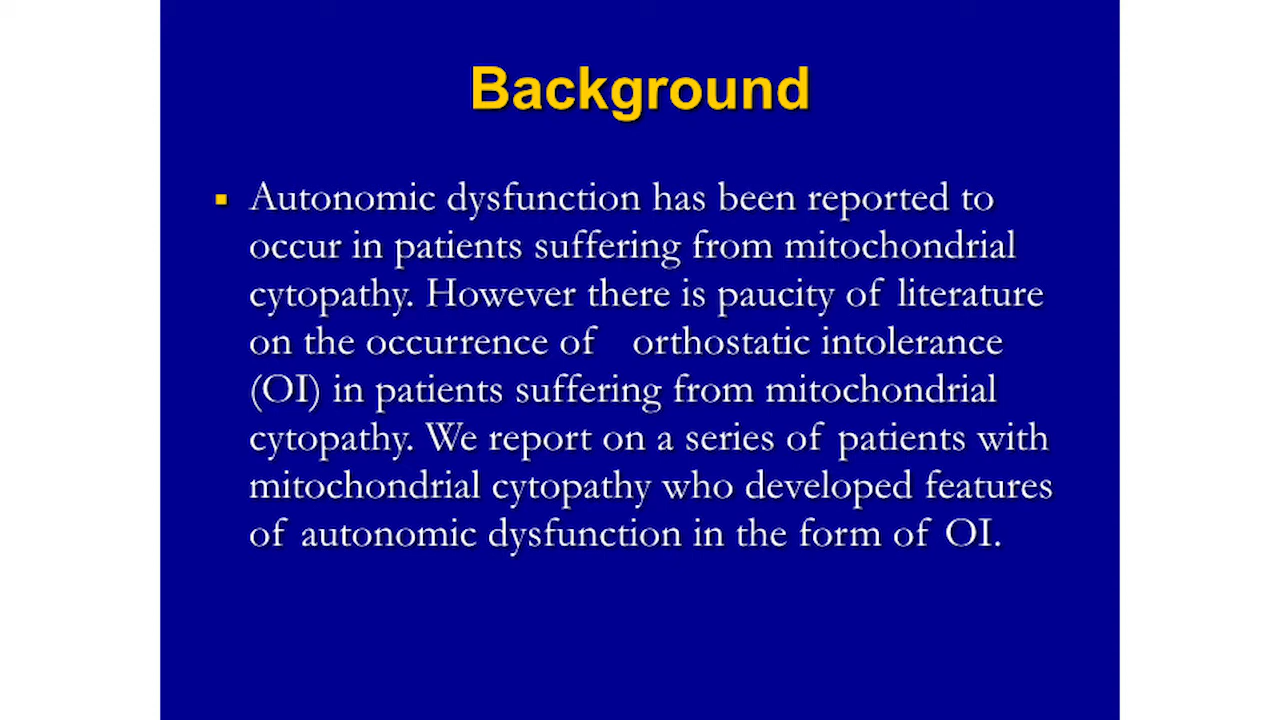 Background
Autonomic dysfunction has been reported to
occur in patients suffering from mitochondrial
cytopathy. However there is paucity of literature
on the occurrence of orthostatic intolerance
(OI) in patients suffering from mitochondrial
cytopathy. We report on a series of patients with
mitochondrial cytopathy who developed features
of autonomic dysfunction in the form of OI.